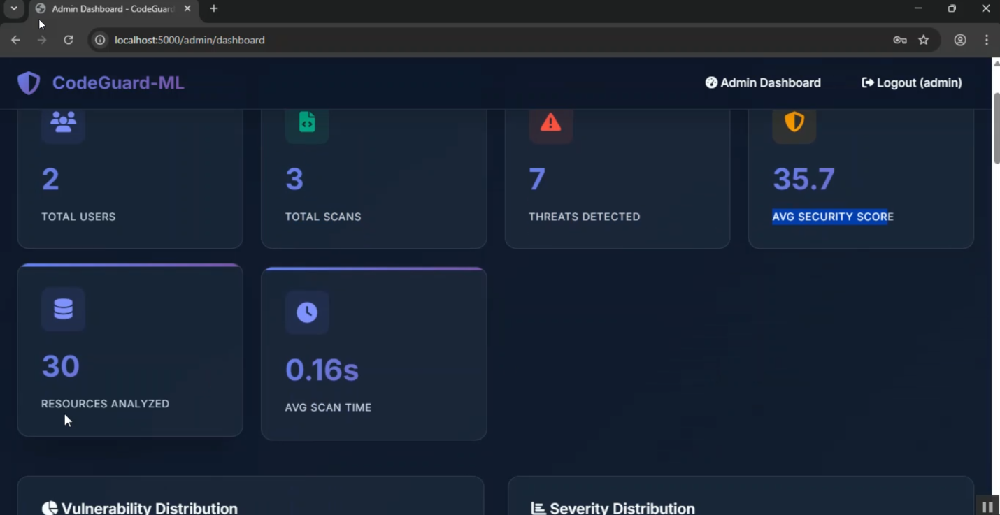 Admin Dashboard - CodeGuard
localhost:5000/admin/dashboard
CodeGuard-ML
Admin Dashboard
Logout (admin)
2
TOTAL USERS
3
TOTAL SCANS
7
THREATS DETECTED
35.7
AVG SECURITY SCORE
30
RESOURCES ANALYZED
0.16s
AVG SCAN TIME
Vulnerability Distribution
Severity Distribution